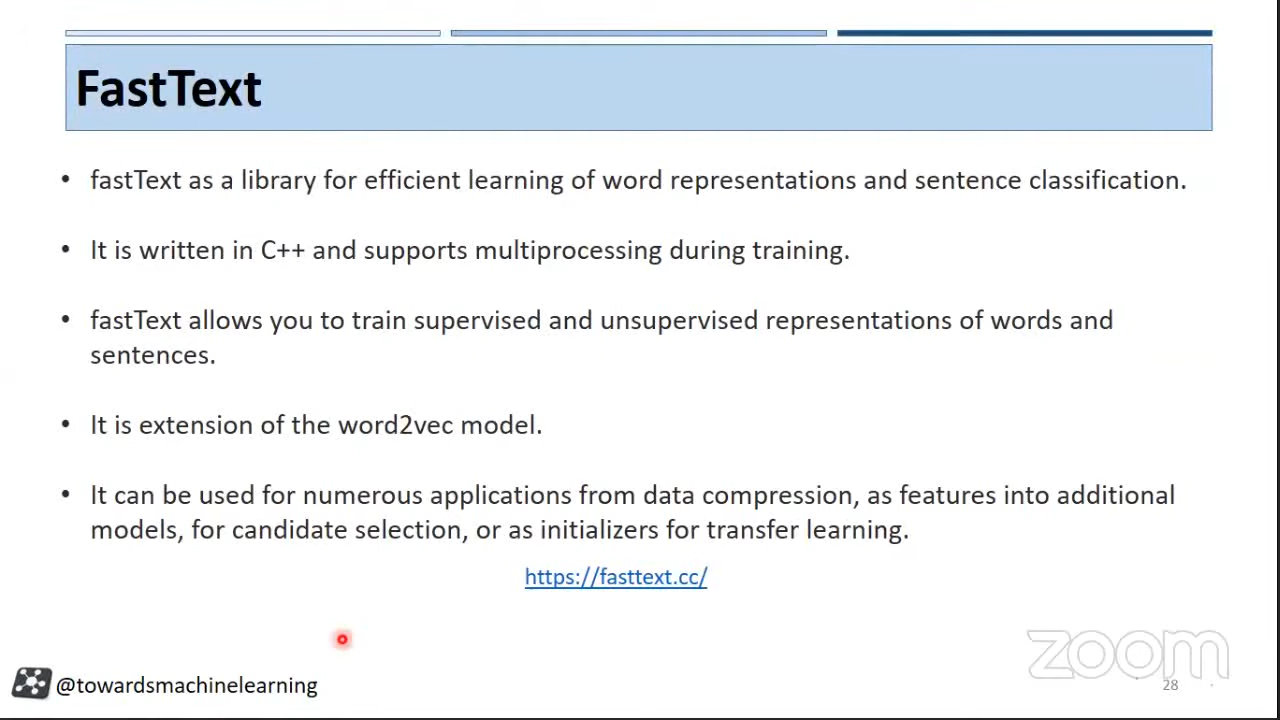 FastText
• fastText as a library for efficient learning of word representations and sentence classification.
• It is written in C++ and supports multiprocessing during training.
• fastText allows you to train supervised and unsupervised representations of words and
sentences.
• It is extension of the word2vec model.
• It can be used for numerous applications from data compression, as features into additional
models, for candidate selection, or as initializers for transfer learning.
https://fasttext.cc/
zoom
@towardsmachinelearning
28